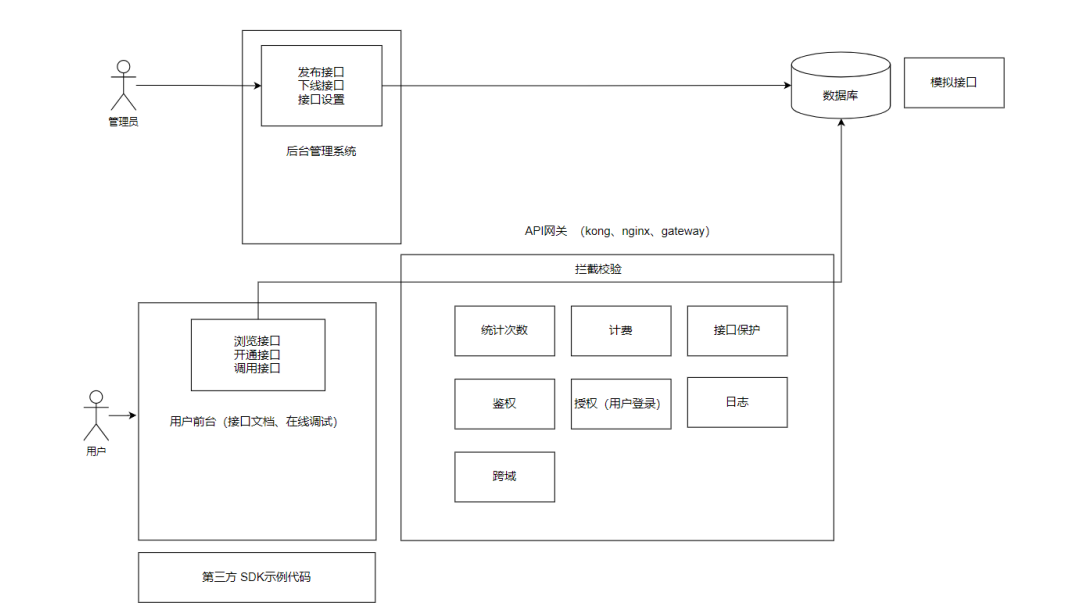 发布接口
下线接口
接口设置
管理员
后台管理系统
数据库
模拟接口
API网关 （kong、nginx、gateway）
拦截校验
统计次数
计费
接口保护
鉴权
授权（用户登录）
日志
跨域
浏览接口
开通接口
调用接口
用户前台（接口文档、在线调试）
用户
第三方 SDK示例代码